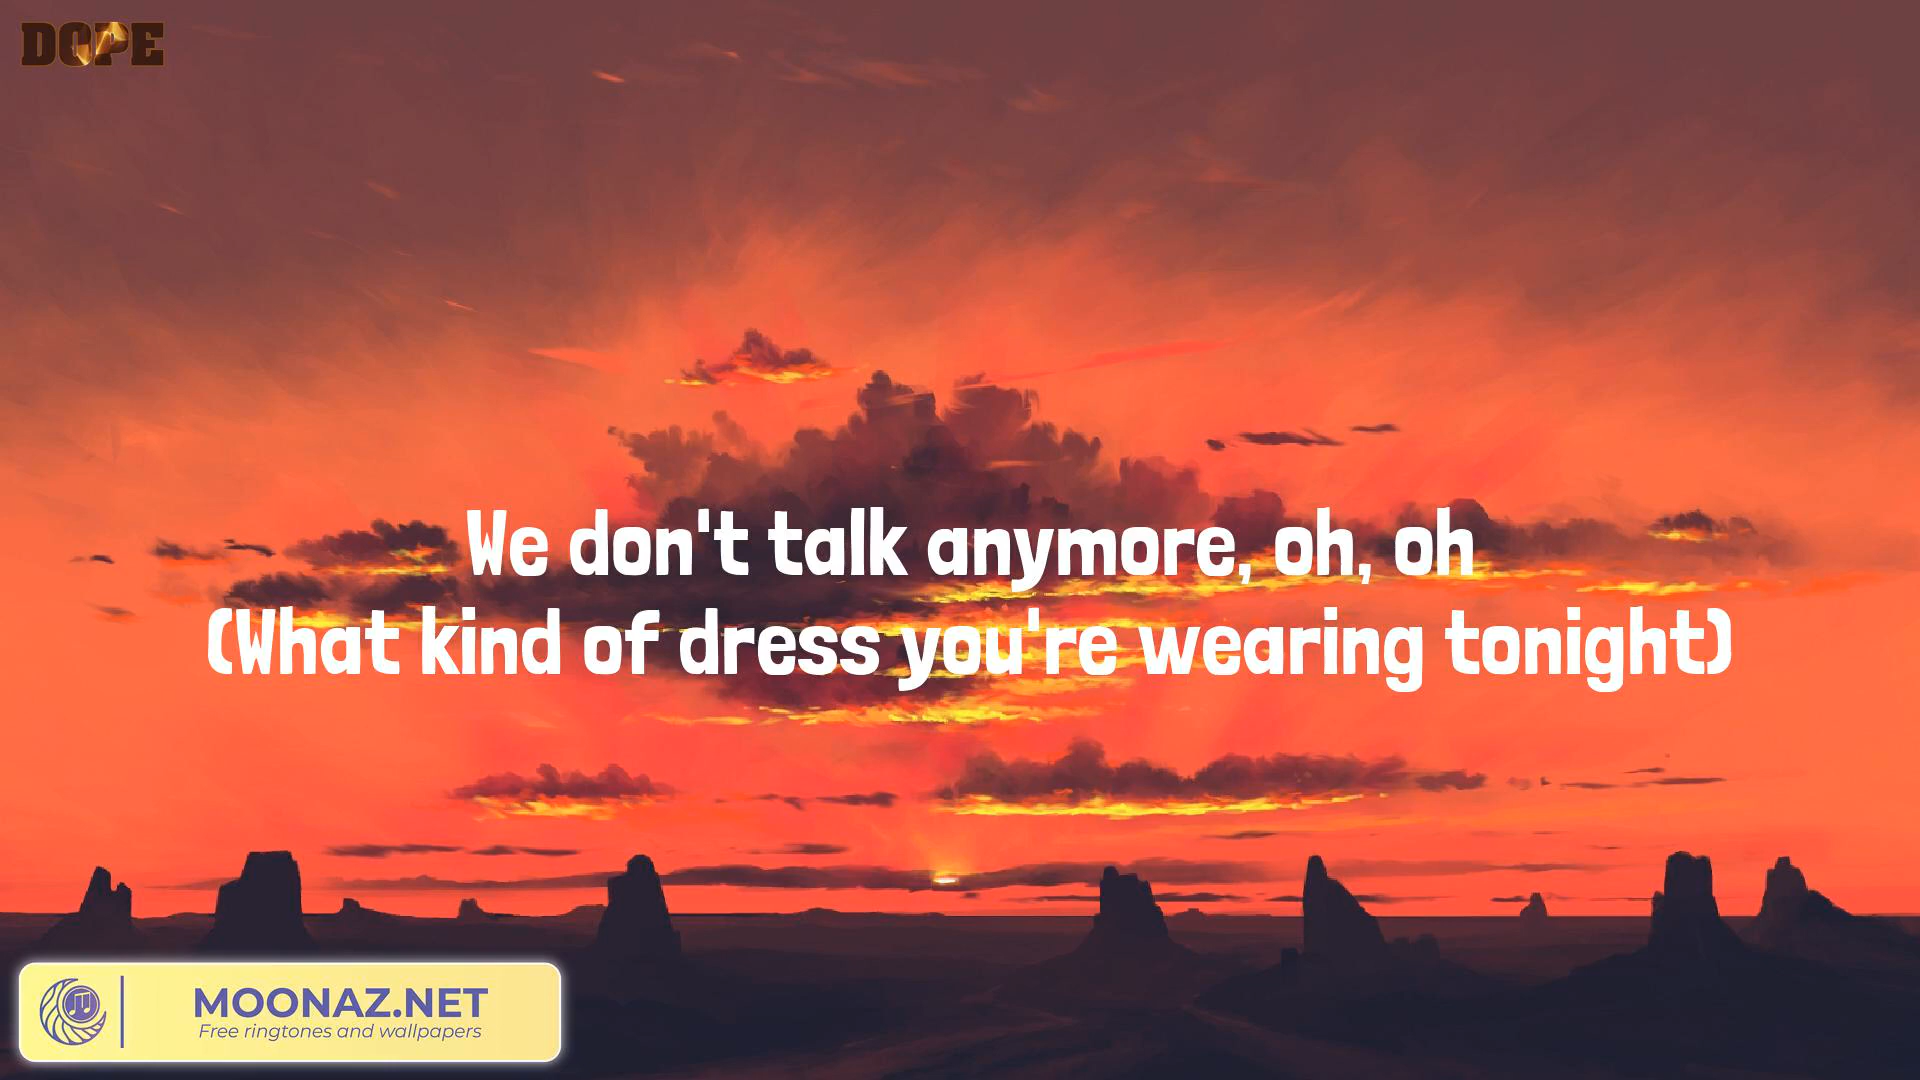 DOPE
We don't talk anymore, oh, oh
(What kind of dress you're wearing tonight)
MOONAZ.NET
Free ringtones and wallpapers